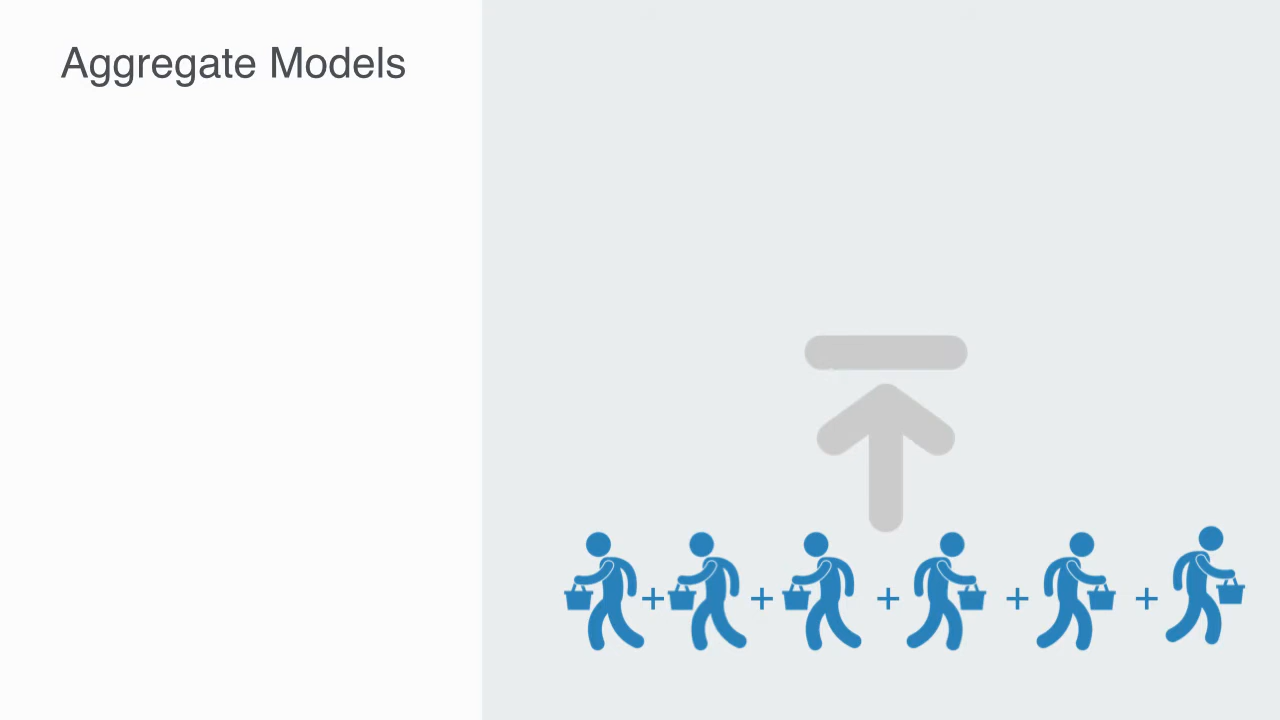 Aggregate Models
+ + + + +